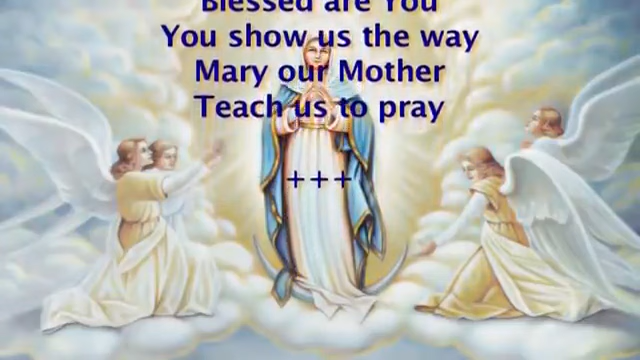 Blessed are You
You show us the way
Mary our Mother
Teach us to pray
+++